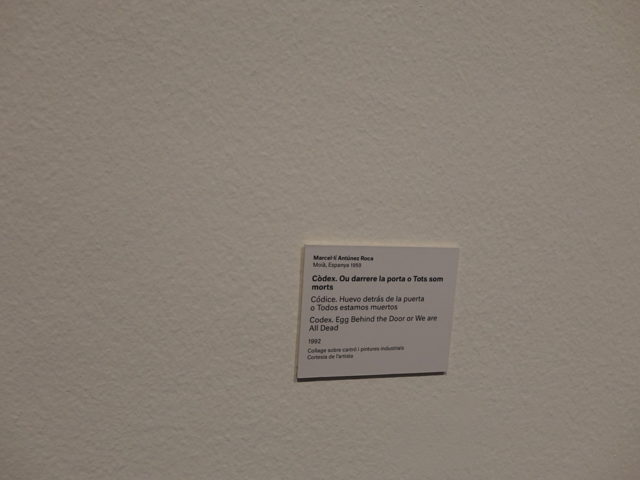 Marcel·lí Antúnez Roca
Moià, Espanya 1959
Còdex. Ou darrere la porta o Tots som
morts
Códice. Huevo detrás de la puerta
o Todos estamos muertos
Codex. Egg Behind the Door or We are
All Dead
1992
Collage sobre cartró i pintures industrials
Cortesia de l'artista